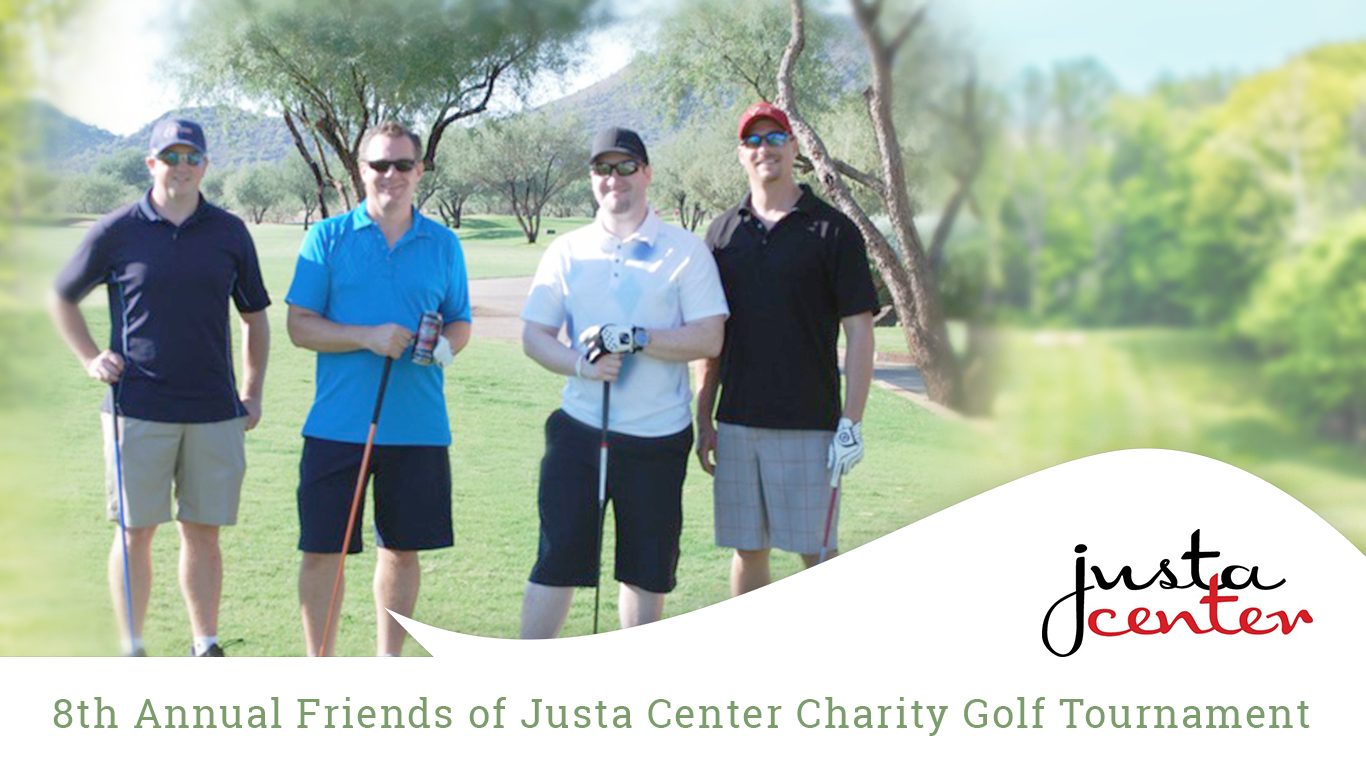 justa
center
8th Annual Friends of Justa Center Charity Golf Tournament